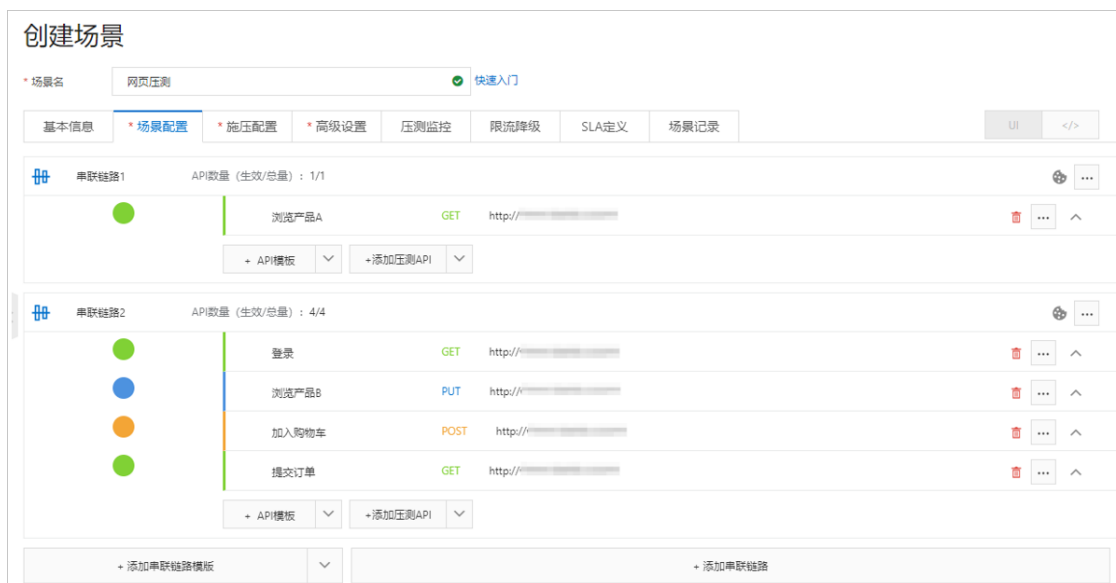 创建场景
* 场景名 网页压测 快速入门
基本信息 * 场景配置 * 施压配置 * 高级设置 压测监控 限流降级 SLA定义 场景记录 UI </>
串联链路1 API数量（生效/总量）：1/1 ...
浏览产品A GET http:// ...
+ API模板 +添加压测API
串联链路2 API数量（生效/总量）：4/4 ...
登录 GET http:// ...
浏览产品B PUT http:// ...
加入购物车 POST http:// ...
提交订单 GET http:// ...
+ API模板 +添加压测API
+ 添加串联链路模版 + 添加串联链路